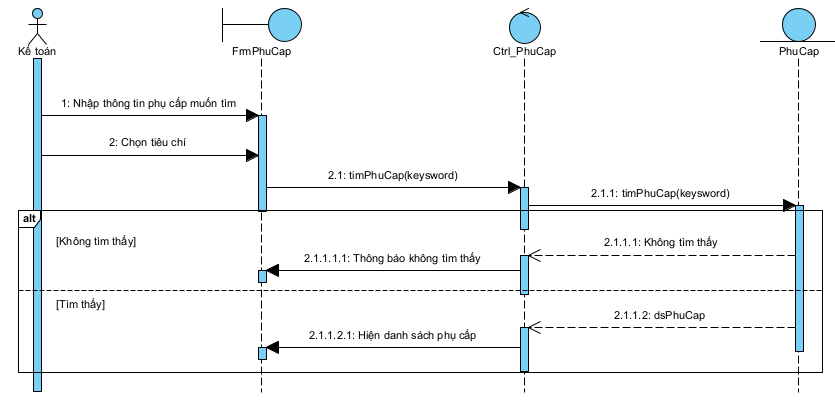 Kế toán
FrmPhuCap
Ctrl_PhuCap
PhuCap
1: Nhập thông tin phụ cấp muốn tìm
2: Chọn tiêu chí
2.1: timPhuCap(keysword)
2.1.1: timPhuCap(keysword)
alt
[Không tìm thấy]
2.1.1.1: Không tìm thấy
2.1.1.1.1: Thông báo không tìm thấy
[Tìm thấy]
2.1.1.2: dsPhuCap
2.1.1.2.1: Hiện danh sách phụ cấp